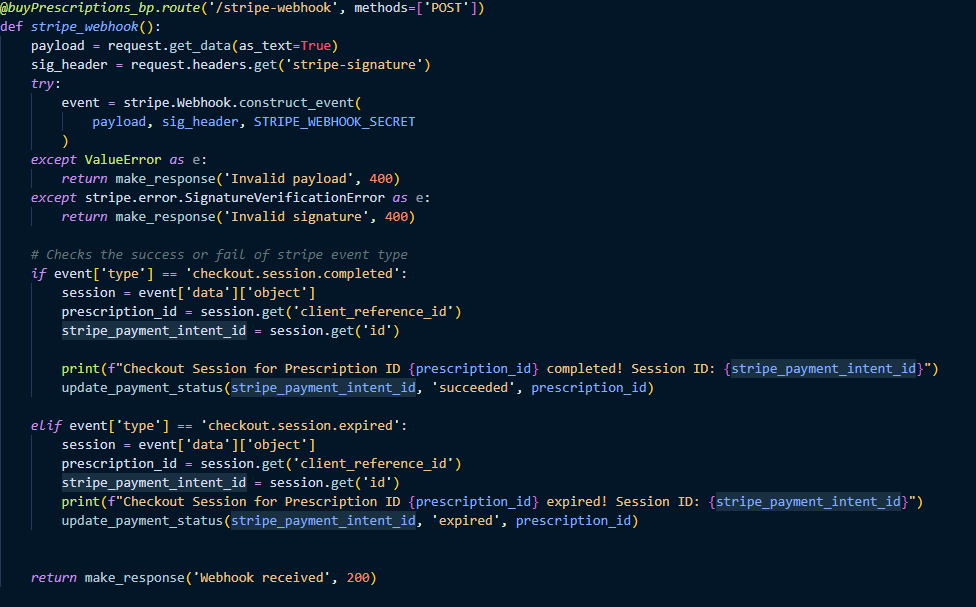 @buyPrescriptions_bp.route('/stripe-webhook', methods=['POST'])
def stripe_webhook():
    payload = request.get_data(as_text=True)
    sig_header = request.headers.get('stripe-signature')
    try:
        event = stripe.Webhook.construct_event(
            payload, sig_header, STRIPE_WEBHOOK_SECRET
        )
    except ValueError as e:
        return make_response('Invalid payload', 400)
    except stripe.error.SignatureVerificationError as e:
        return make_response('Invalid signature', 400)

    # Checks the success or fail of stripe event type
    if event['type'] == 'checkout.session.completed':
        session = event['data']['object']
        prescription_id = session.get('client_reference_id')
        stripe_payment_intent_id = session.get('id')

        print(f"Checkout Session for Prescription ID {prescription_id} completed! Session ID: {stripe_payment_intent_id}")
        update_payment_status(stripe_payment_intent_id, 'succeeded', prescription_id)

    elif event['type'] == 'checkout.session.expired':
        session = event['data']['object']
        prescription_id = session.get('client_reference_id')
        stripe_payment_intent_id = session.get('id')
        print(f"Checkout Session for Prescription ID {prescription_id} expired! Session ID: {stripe_payment_intent_id}")
        update_payment_status(stripe_payment_intent_id, 'expired', prescription_id)


    return make_response('Webhook received', 200)